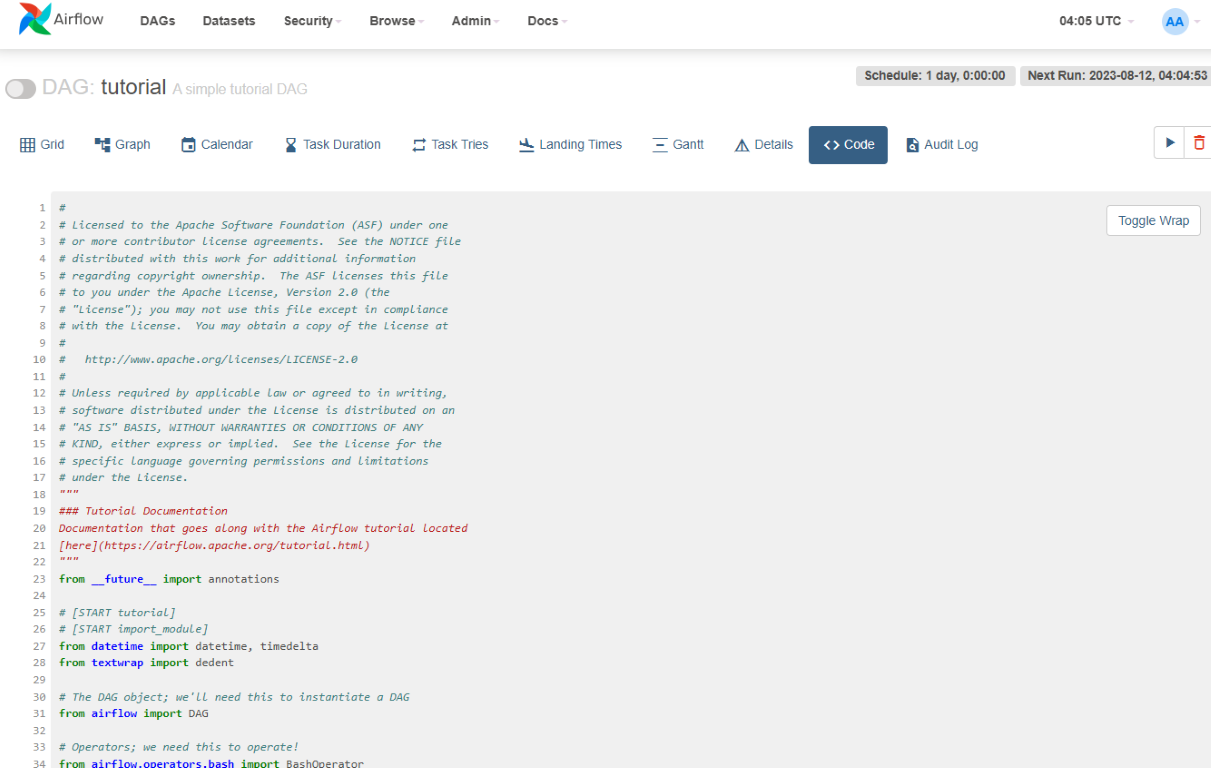 Airflow DAGs Datasets Security Browse Admin Docs 04:05 UTC AA
Schedule: 1 day, 0:00:00 Next Run: 2023-08-12, 04:04:53
DAG: tutorial A simple tutorial DAG
Grid Graph Calendar Task Duration Task Tries Landing Times Gantt Details <> Code Audit Log
Toggle Wrap
1 #
2 # Licensed to the Apache Software Foundation (ASF) under one
3 # or more contributor license agreements.  See the NOTICE file
4 # distributed with this work for additional information
5 # regarding copyright ownership.  The ASF licenses this file
6 # to you under the Apache License, Version 2.0 (the
7 # "License"); you may not use this file except in compliance
8 # with the License.  You may obtain a copy of the License at
9 #
10 #   http://www.apache.org/licenses/LICENSE-2.0
11 #
12 # Unless required by applicable law or agreed to in writing,
13 # software distributed under the License is distributed on an
14 # "AS IS" BASIS, WITHOUT WARRANTIES OR CONDITIONS OF ANY
15 # KIND, either express or implied.  See the License for the
16 # specific language governing permissions and limitations
17 # under the License.
18 """
19 ### Tutorial Documentation
20 Documentation that goes along with the Airflow tutorial located
21 [here](https://airflow.apache.org/tutorial.html)
22 """
23 from __future__ import annotations
24
25 # [START tutorial]
26 # [START import_module]
27 from datetime import datetime, timedelta
28 from textwrap import dedent
29
30 # The DAG object; we'll need this to instantiate a DAG
31 from airflow import DAG
32
33 # Operators; we need this to operate!
34 from airflow.operators.bash import BashOperator